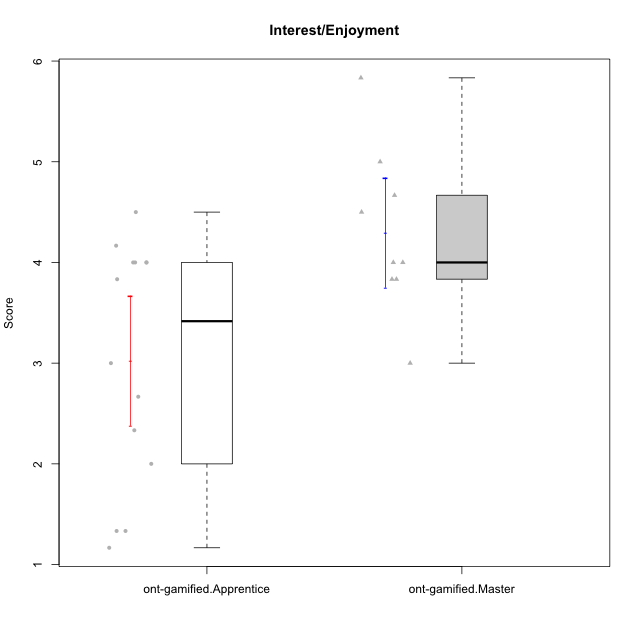 Interest/Enjoyment
6
5
4
3
2
1
Score
ont-gamified.Apprentice
ont-gamified.Master